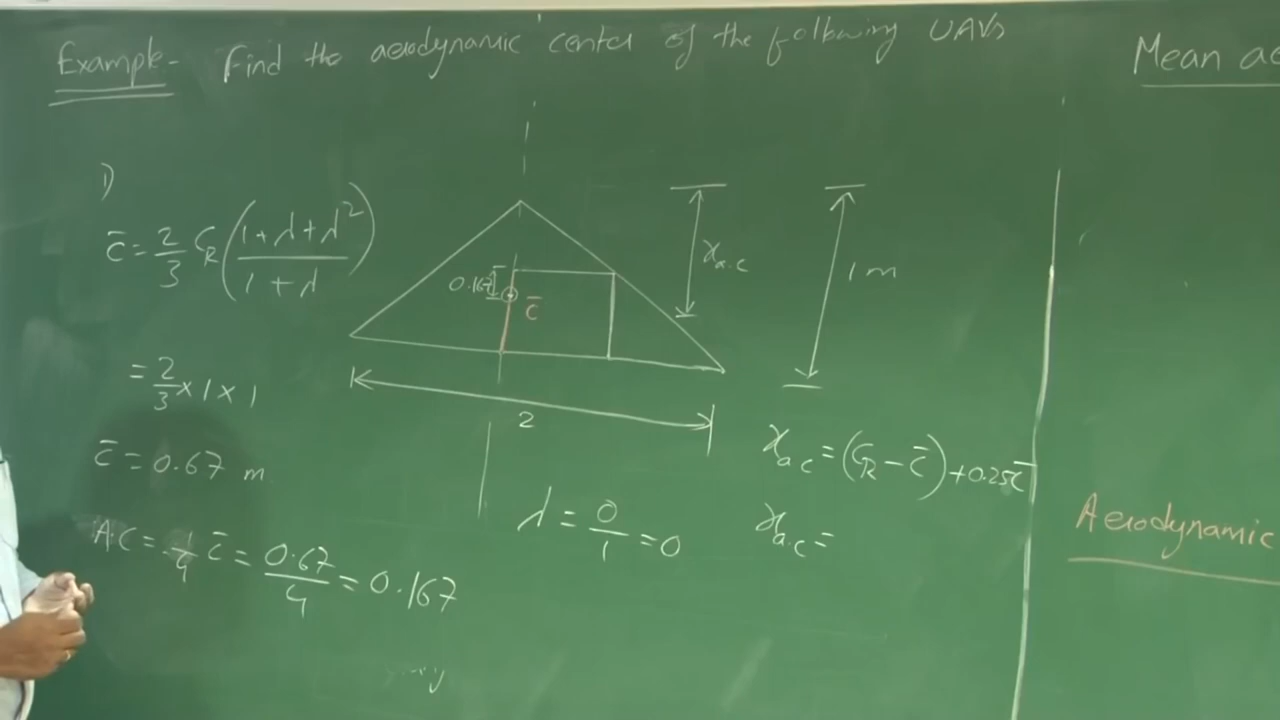 Example - Find the aerodynamic center of the following UAVs
Mean ae
1)
c̄ = 2/3 C_R ((1 + λ + λ²)/(1 + λ))
= 2/3 × 1 × 1
c̄ = 0.67 m
A.C = 1/4 c̄ = 0.67/4 = 0.167
0.167
c̄
x_a.c
1 m
2
λ = 0/1 = 0
x_a.c = (C_R - c̄) + 0.25c̄
x_a.c =
Aerodynamic